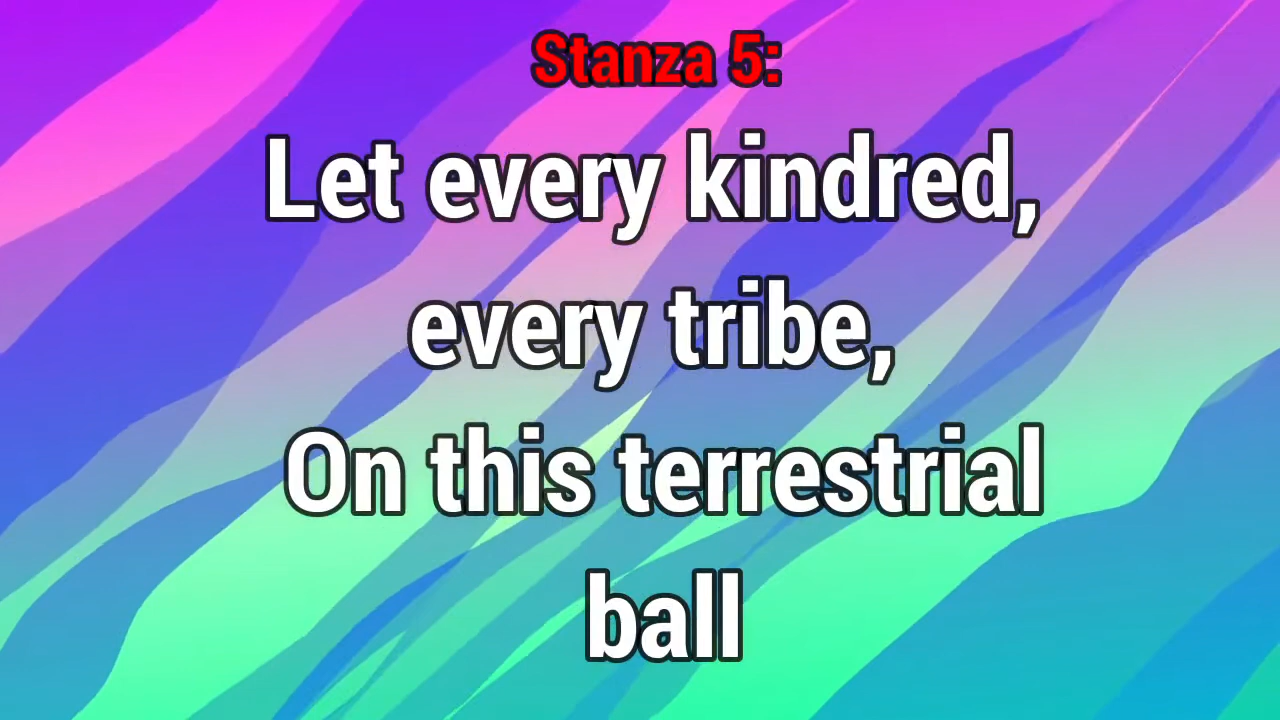 Stanza 5:
Let every kindred,
every tribe,
On this terrestrial
ball